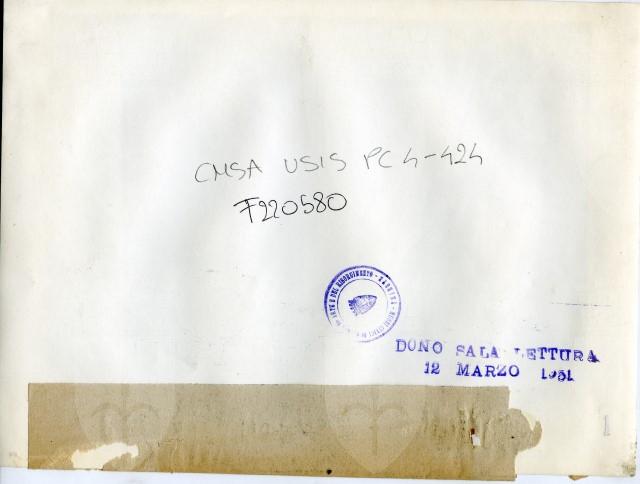 CMSA USIS PC 4-424
F220580
DONO SALA LETTURA
12 MARZO 1951